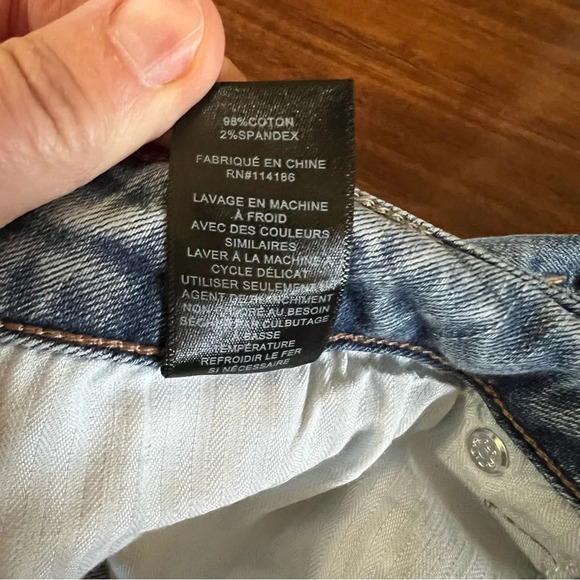 98%COTON
2%SPANDEX
FABRIQUÉ EN CHINE
RN#114186
LAVAGE EN MACHINE
À FROID
AVEC DES COULEURS
SIMILAIRES
LAVER À LA MACHINE À
CYCLE DÉLICAT
UTILISER SEULEMENT
AGENT DE BLANCHIMENT
NON CHLORE AU BESOIN
SÉCHER PAR CULBUTAGE
BASSE
TEMPÉRATURE
REFROIDIR LE FER
SI NÉCESSAIRE